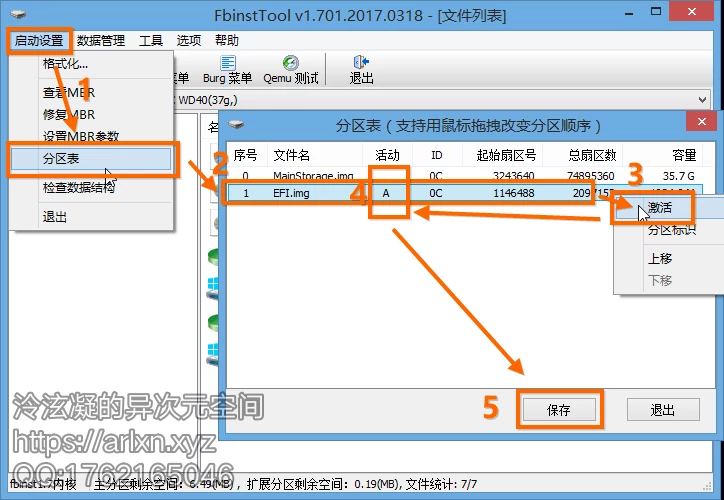 FbinstTool v1.701.2017.0318 - [文件列表]
启动设置 数据管理 工具 选项 帮助
格式化...
查看MBR
修复MBR
设置MBR参数
分区表
检查数据结构
退出
菜单 Burg 菜单 Qemu 测试 退出
WD40(37g,)
名
1
2
分区表（支持用鼠标拖拽改变分区顺序）
序号 文件名 活动 ID 起始扇区号 总扇区数 容量
0 MainStorage.img 0C 3243640 74895360 35.7 G
1 EFI.img A 0C 1146488 209715
3
4
激活
分区标识
上移
下移
5
保存 退出
泠泫凝的异次元空间
https://arlxn.xyz
QQ:1762165046
fbinst1.7内核 主分区剩余空间：6.49(MB)，扩展分区剩余空间：0.19(MB), 文件统计: 7/7